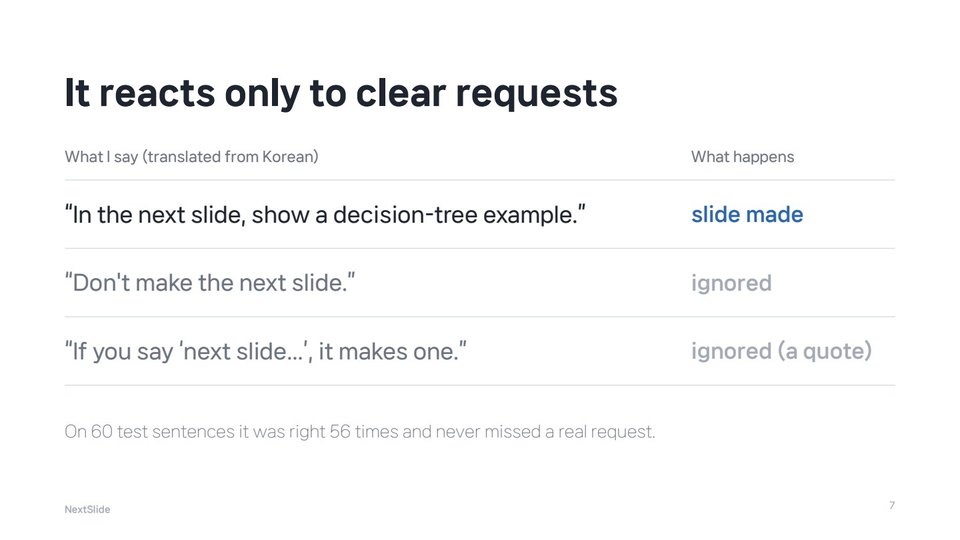 It reacts only to clear requests
What I say (translated from Korean) What happens
“In the next slide, show a decision-tree example.” slide made
“Don't make the next slide.” ignored
“If you say ‘next slide...’, it makes one.” ignored (a quote)
On 60 test sentences it was right 56 times and never missed a real request.
NextSlide 7